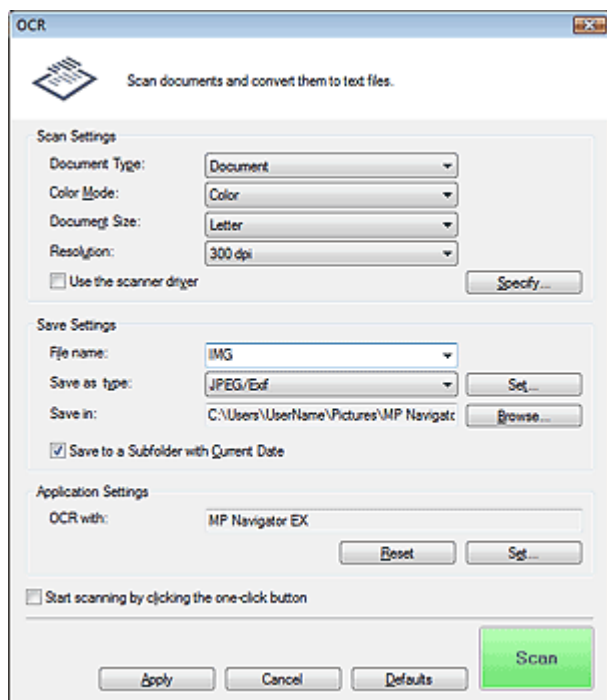 OCR
Scan documents and convert them to text files.
Scan Settings
Document Type: Document
Color Mode: Color
Document Size: Letter
Resolution: 300 dpi
Use the scanner driver Specify...
Save Settings
File name: IMG
Save as type: JPEG/Exif Set...
Save in: C:\Users\UserName\Pictures\MP Navigatc Browse...
Save to a Subfolder with Current Date
Application Settings
OCR with: MP Navigator EX
Reset Set...
Start scanning by clicking the one-click button
Scan
Apply Cancel Defaults